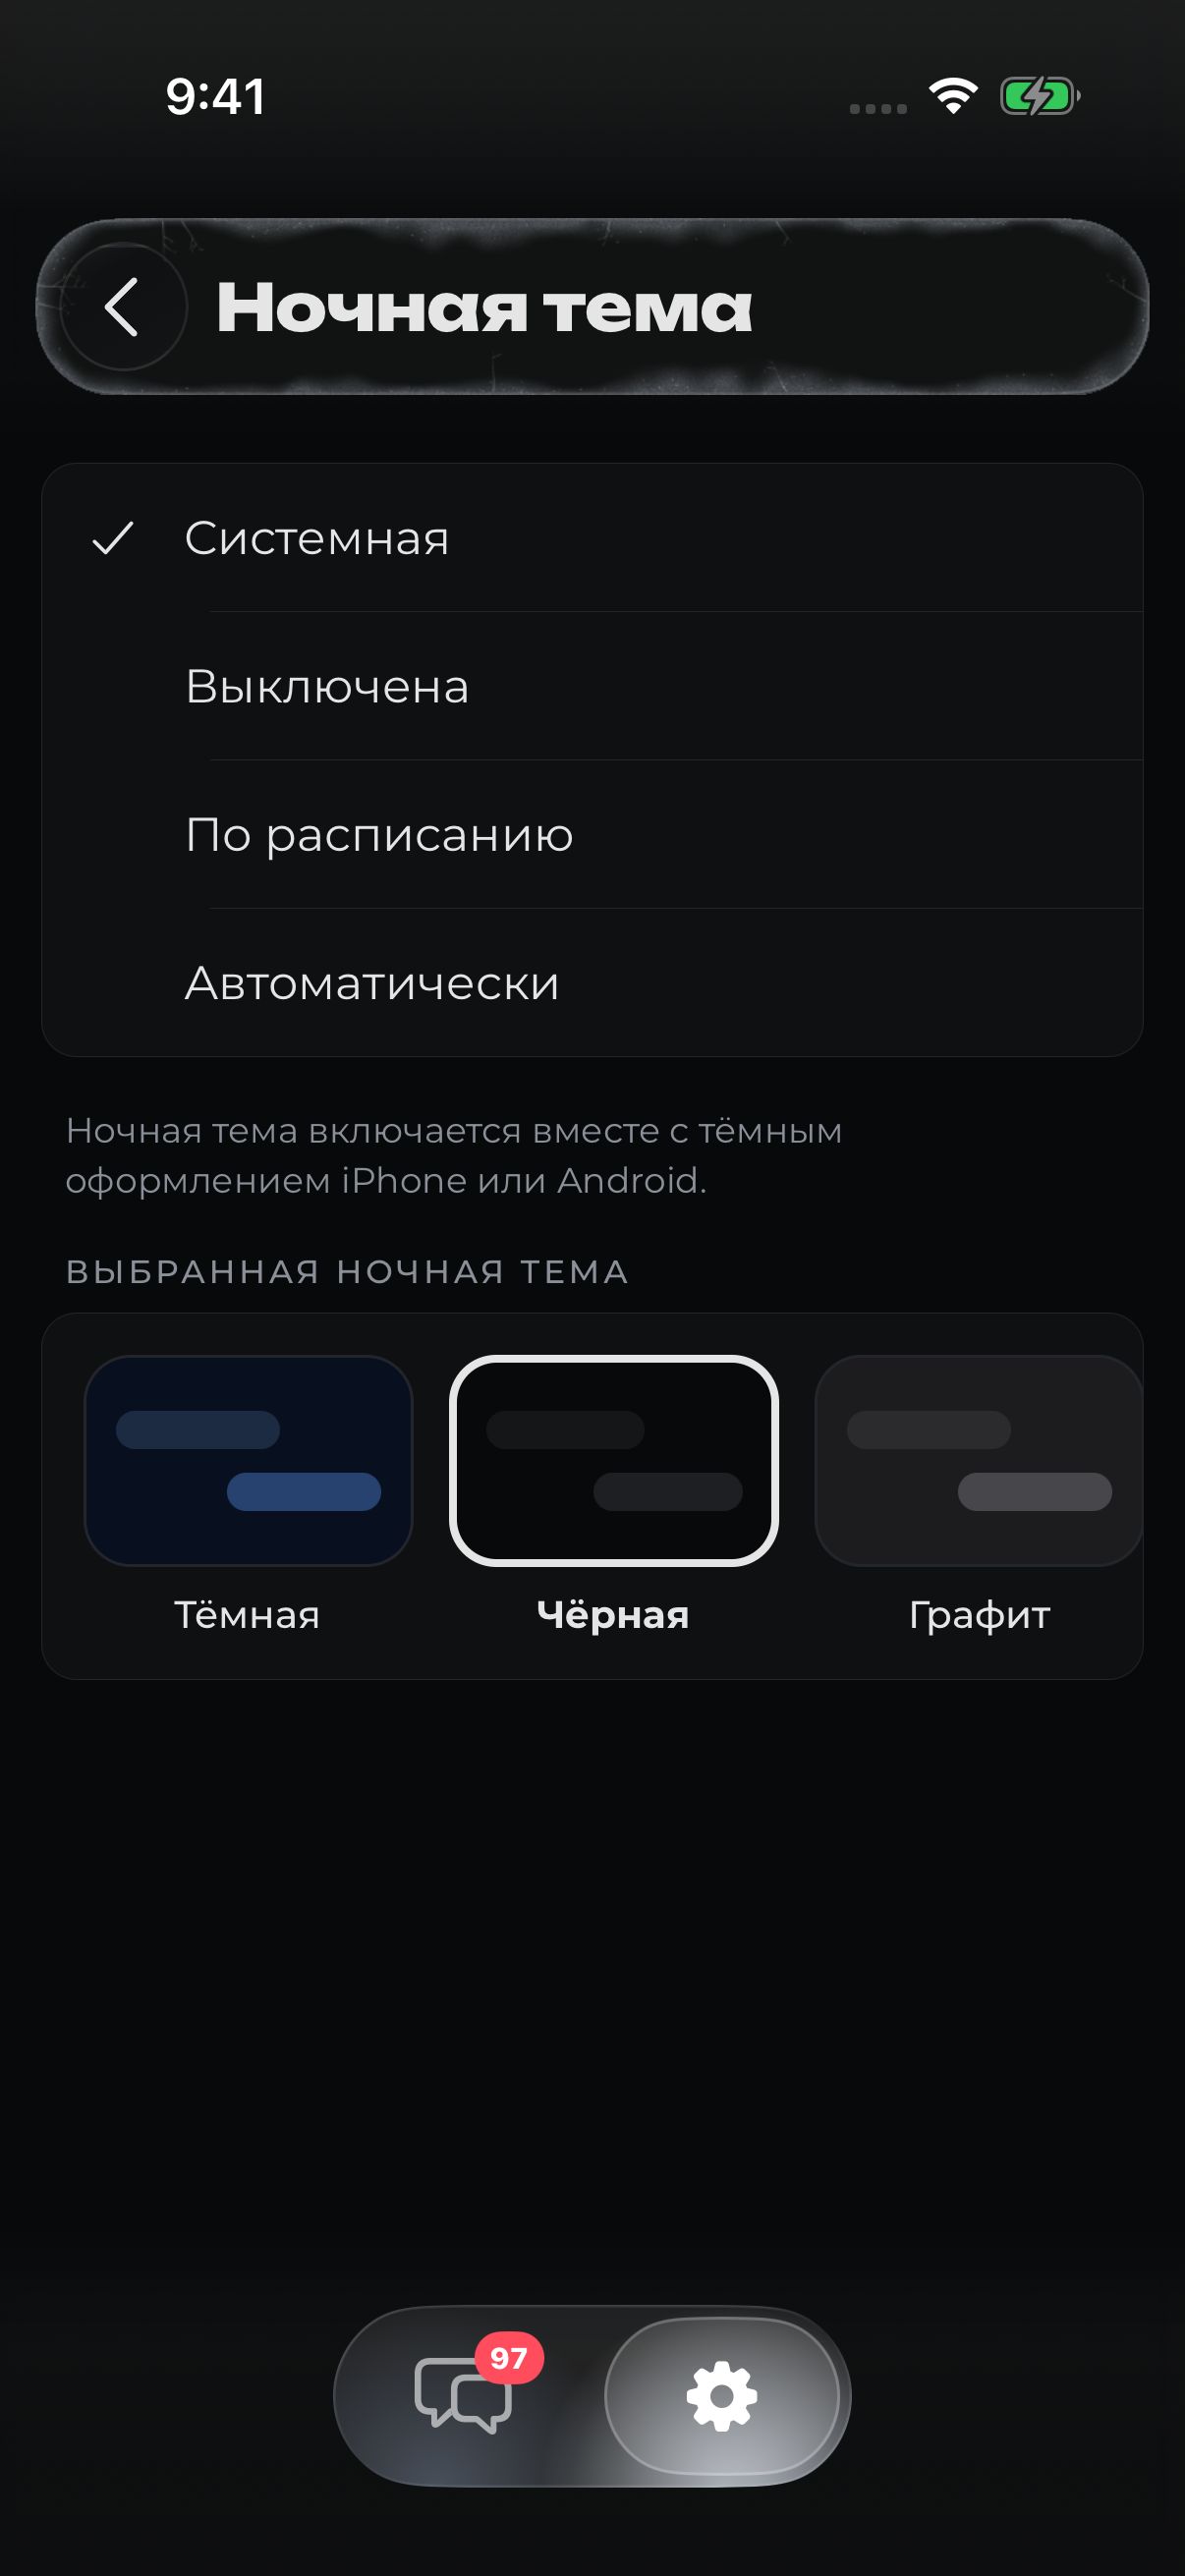 9:41
Ночная тема
Системная
Выключена
По расписанию
Автоматически
Ночная тема включается вместе с тёмным
оформлением iPhone или Android.
ВЫБРАННАЯ НОЧНАЯ ТЕМА
Тёмная
Чёрная
Графит
97